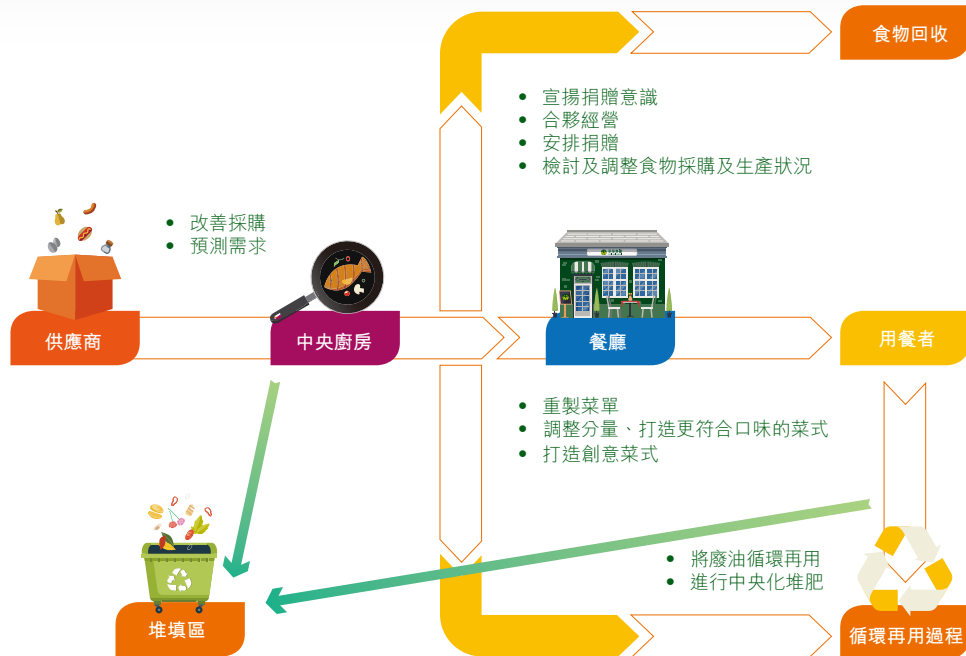 食物回收
宣揚捐贈意識
合夥經營
安排捐贈
檢討及調整食物採購及生產狀況
改善採購
預測需求
供應商
中央廚房
餐廳
用餐者
重製菜單
調整分量、打造更符合口味的菜式
打造創意菜式
將廢油循環再用
進行中央化堆肥
堆填區
循環再用過程